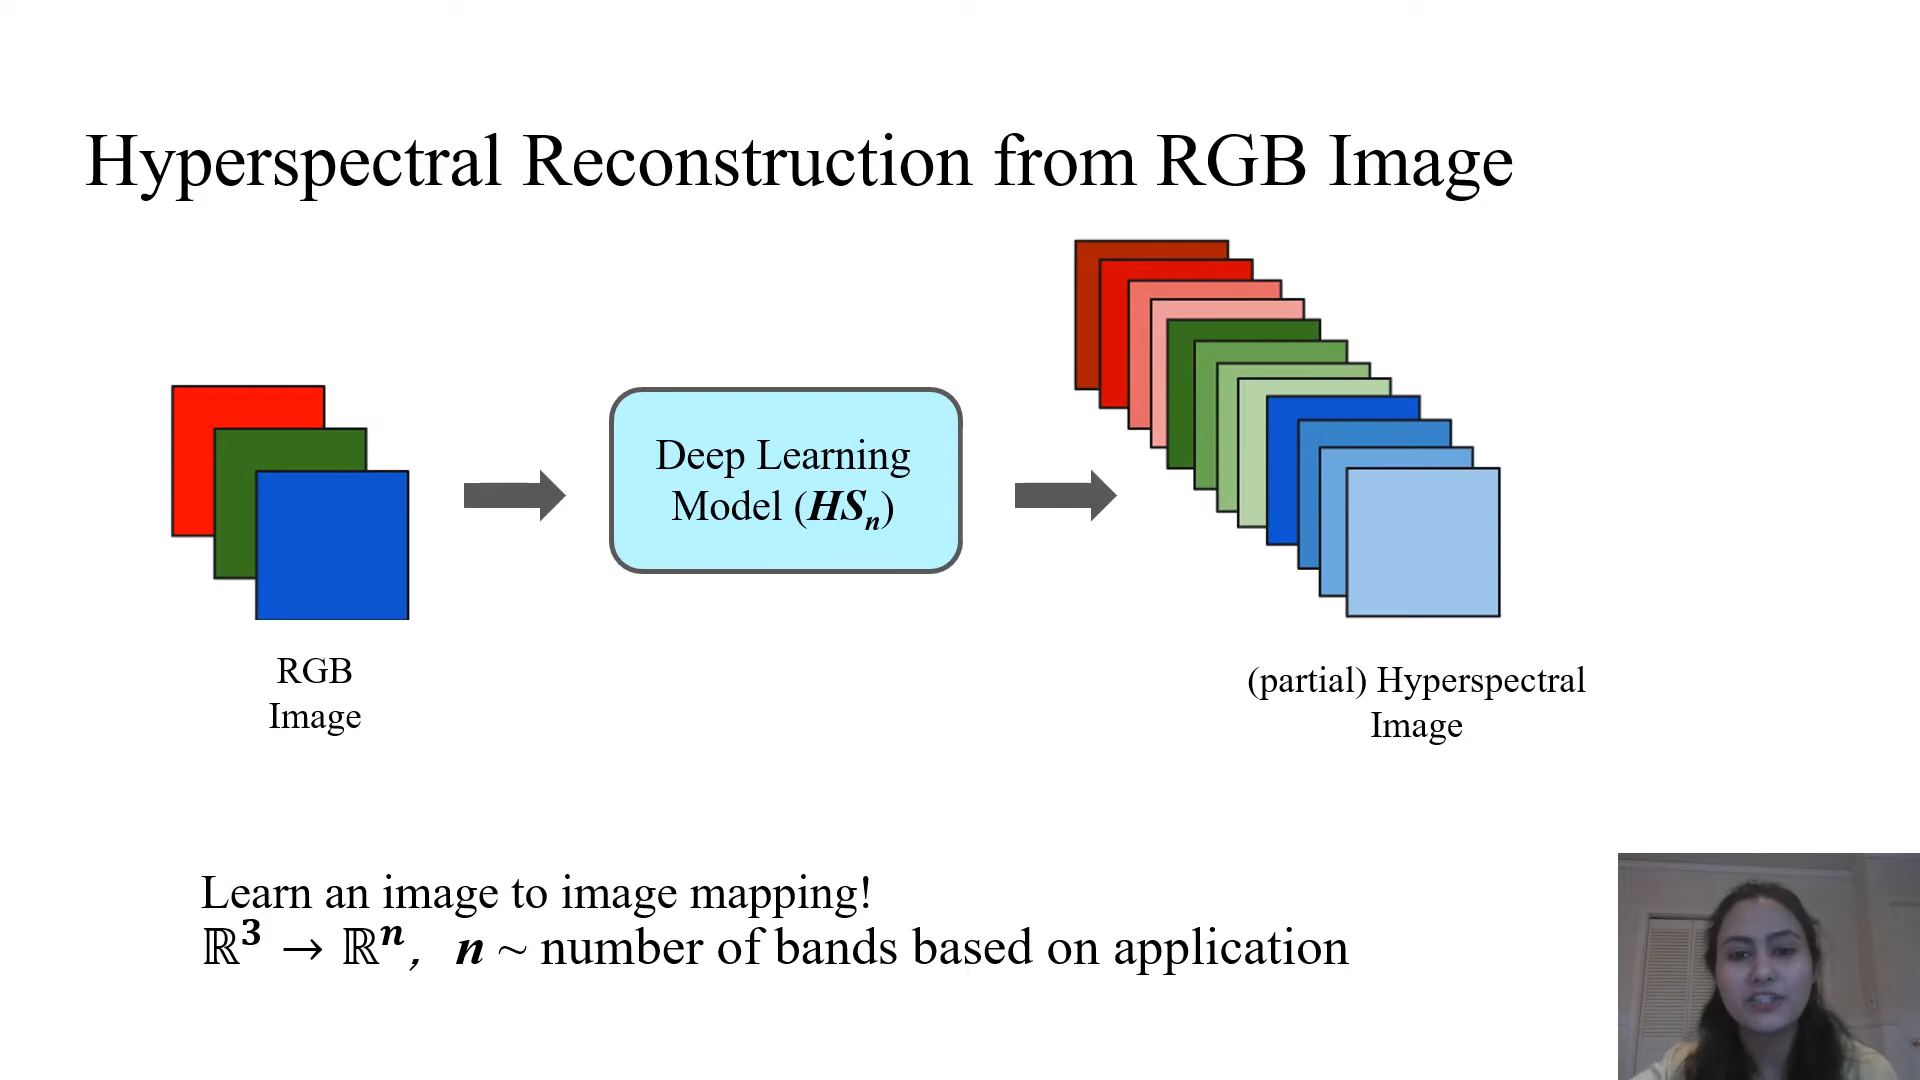 Hyperspectral Reconstruction from RGB Image
Deep Learning
Model (HSₙ)
RGB
Image
(partial) Hyperspectral
Image
Learn an image to image mapping!
ℝ³ → ℝⁿ, n ~ number of bands based on application